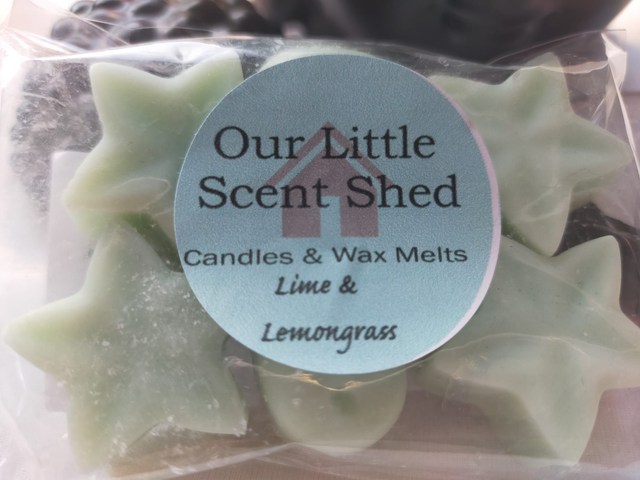 Our Little
Scent Shed
Candles & Wax Melts
Lime &
Lemongrass